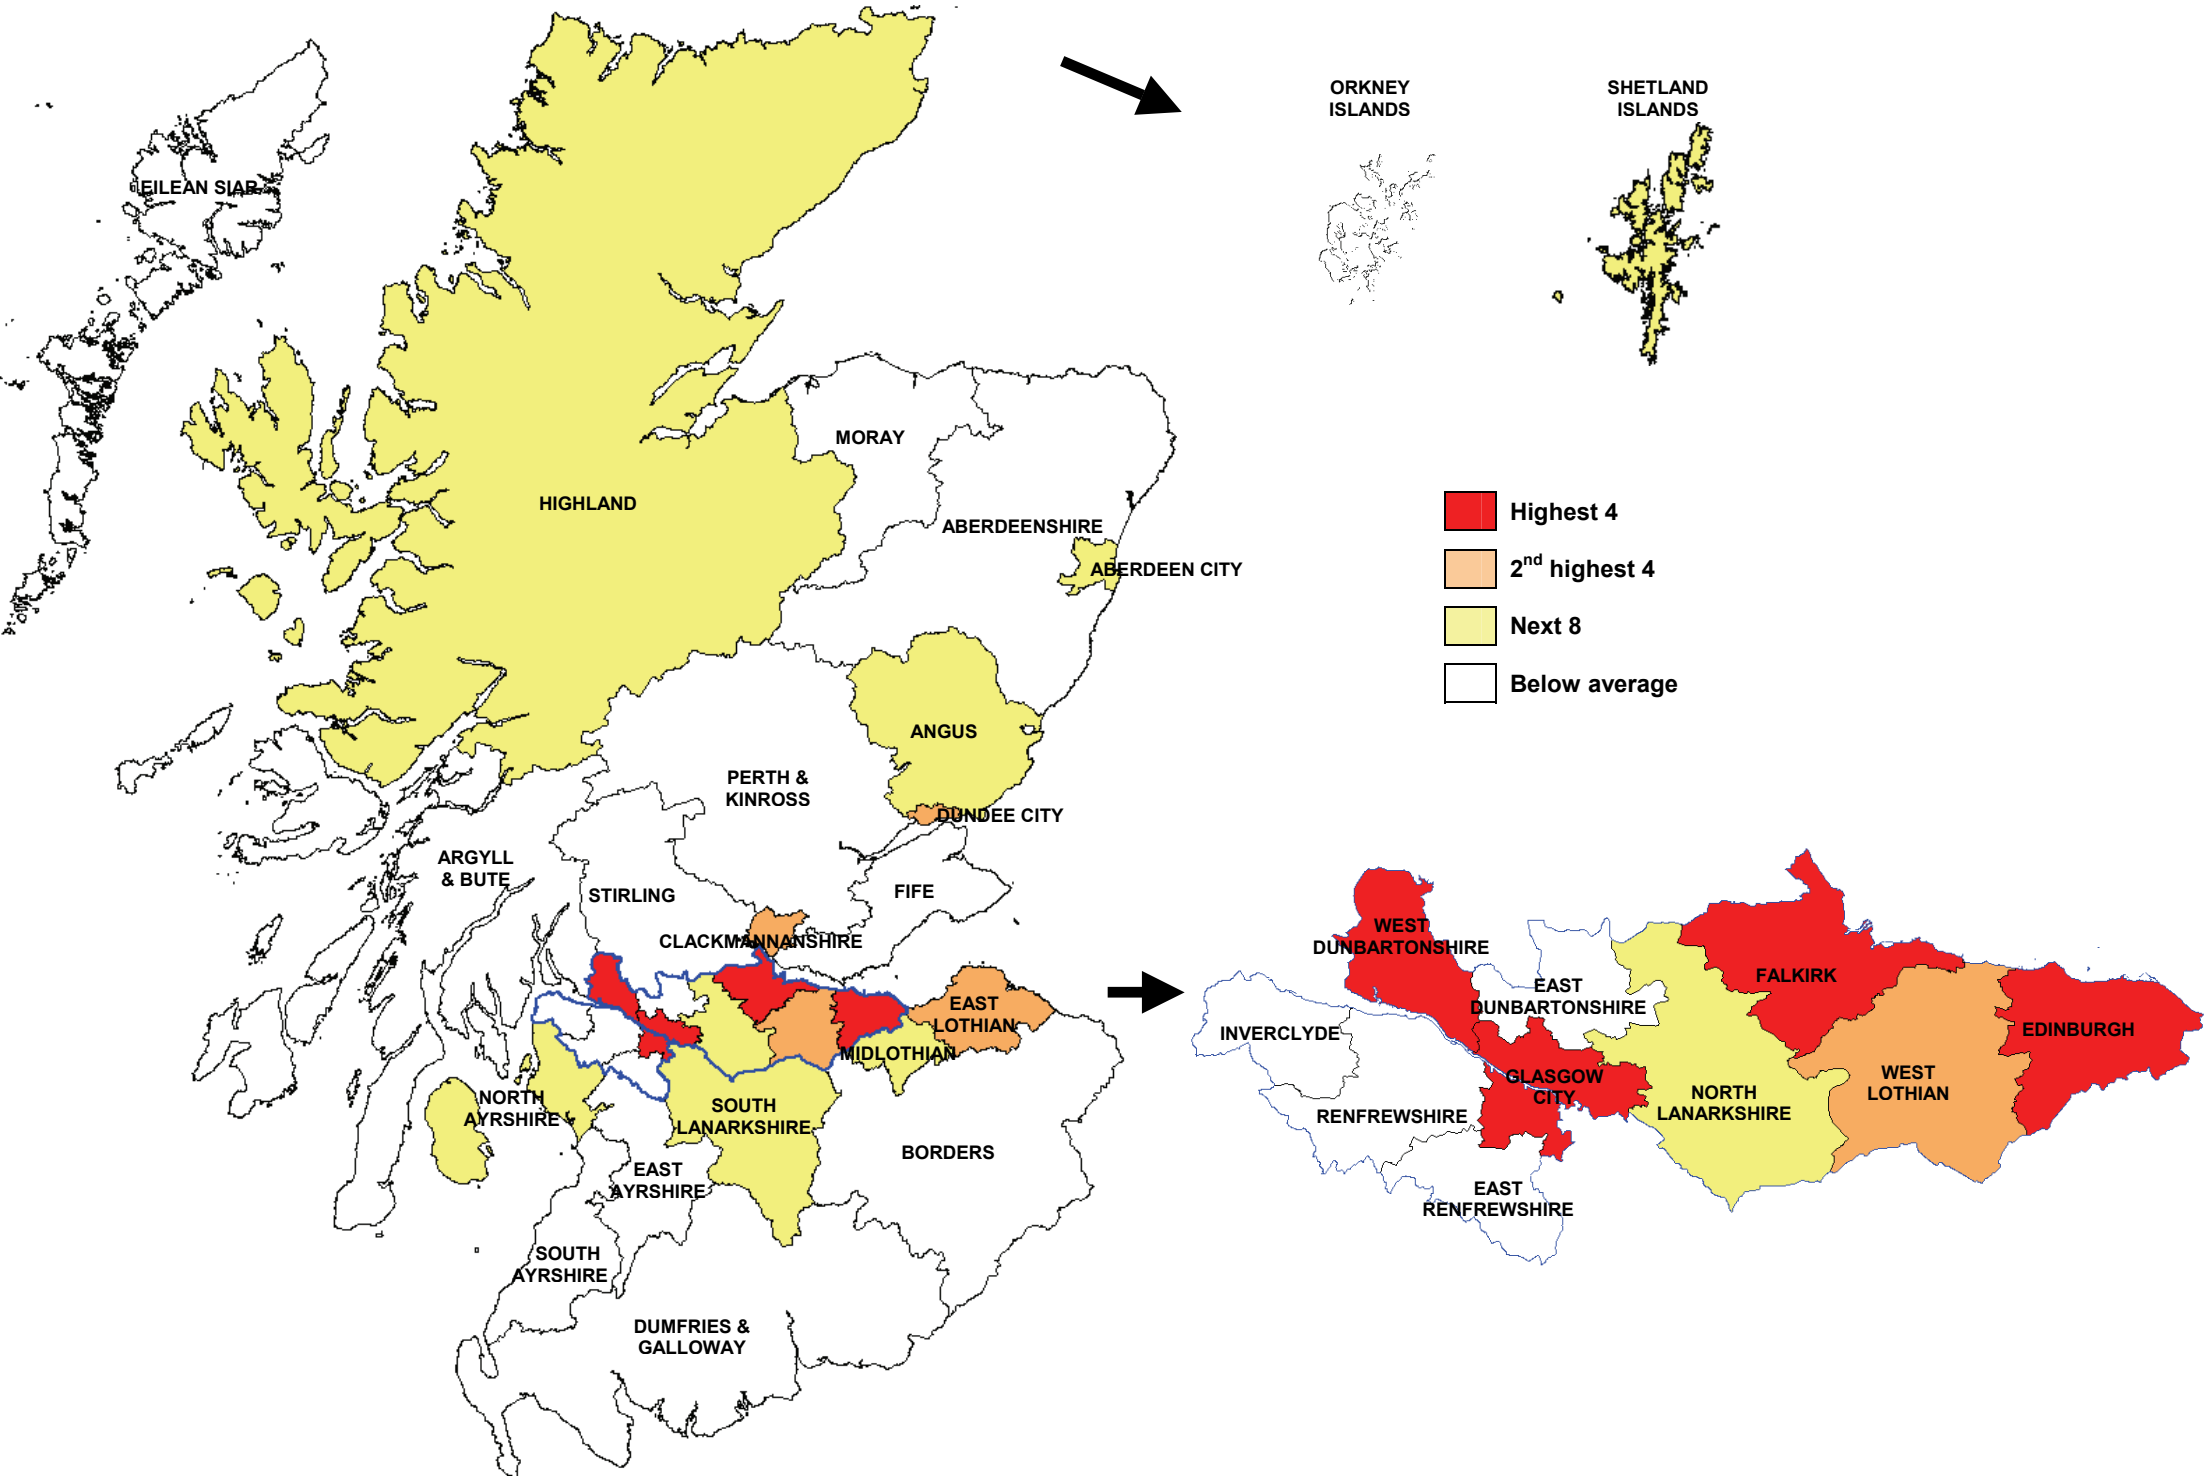 ORKNEY
ISLANDS
SHETLAND
ISLANDS
EILEAN SIAR
MORAY
HIGHLAND
ABERDEENSHIRE
ABERDEEN CITY
Highest 4
2nd highest 4
Next 8
Below average
ANGUS
PERTH &
KINROSS
DUNDEE CITY
ARGYLL
& BUTE
STIRLING
FIFE
CLACKMANNANSHIRE
EAST
LOTHIAN
MIDLOTHIAN
NORTH
AYRSHIRE
SOUTH
LANARKSHIRE
BORDERS
EAST
AYRSHIRE
SOUTH
AYRSHIRE
DUMFRIES &
GALLOWAY
WEST
DUNBARTONSHIRE
EAST
DUNBARTONSHIRE
FALKIRK
INVERCLYDE
EDINBURGH
GLASGOW
CITY
NORTH
LANARKSHIRE
WEST
LOTHIAN
RENFREWSHIRE
EAST
RENFREWSHIRE